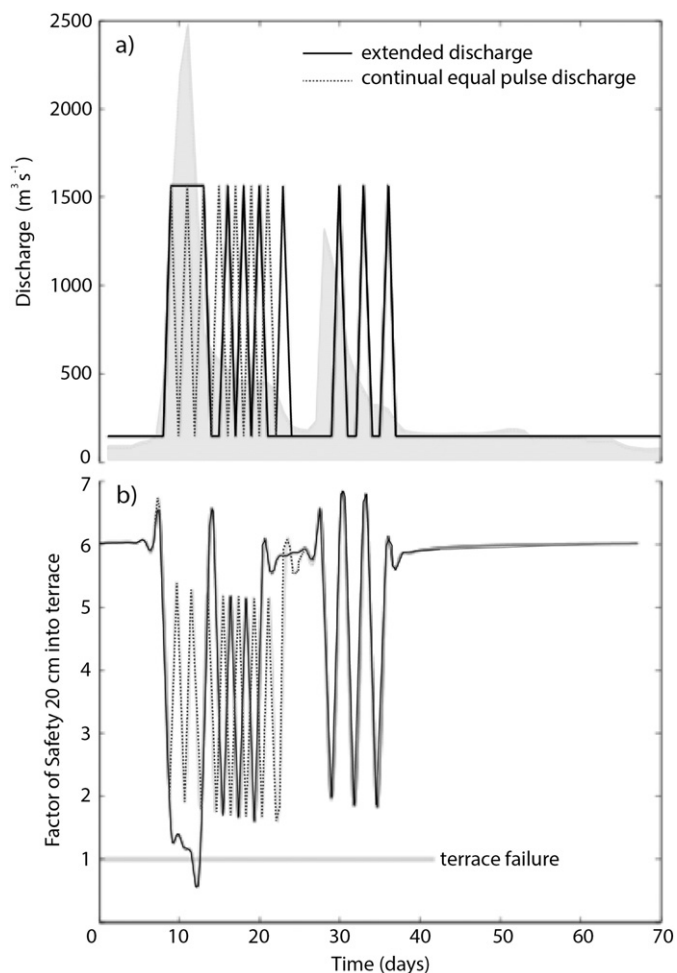 2500
a)
extended discharge
continual equal pulse discharge
2000
1500
1000
500
0
Discharge (m³ s⁻¹)
7
b)
6
5
4
3
2
1
terrace failure
Factor of Safety 20 cm into terrace
0 10 20 30 40 50 60 70
Time (days)